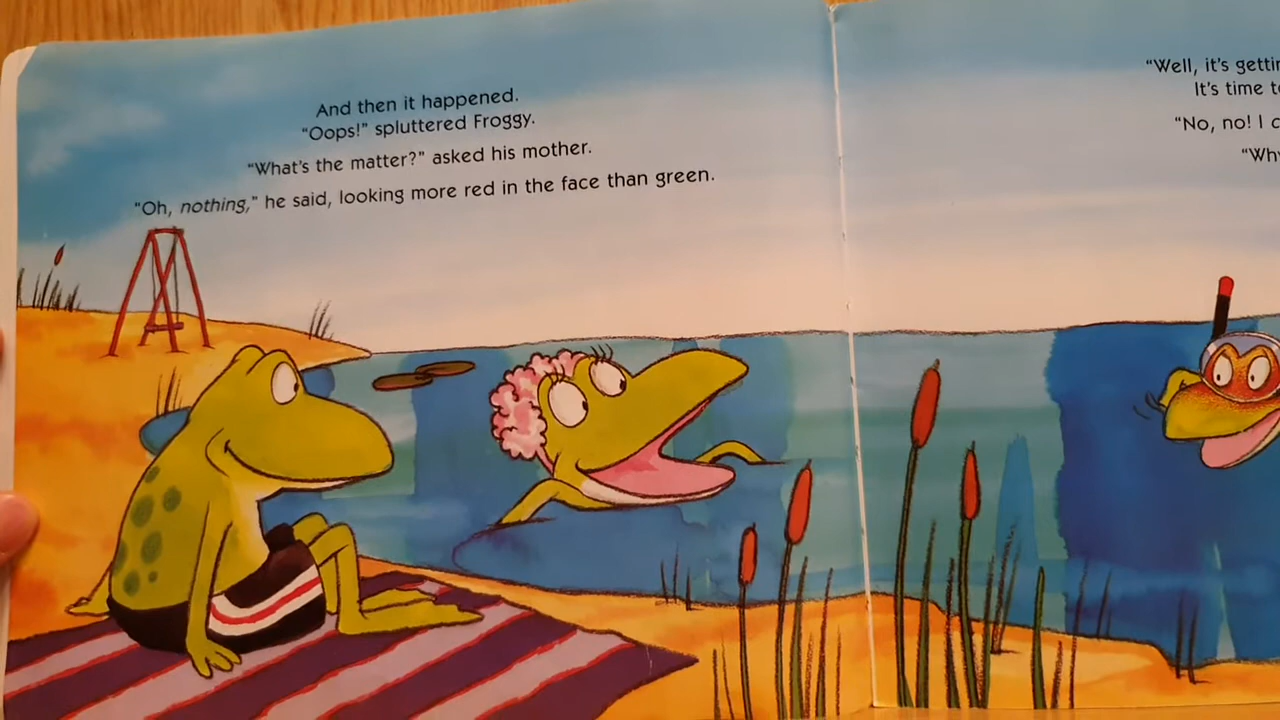 And then it happened.
"Oops!" spluttered Froggy.
"What's the matter?" asked his mother.
"Oh, nothing," he said, looking more red in the face than green.
"Well, it's
It's time
"No, no! I